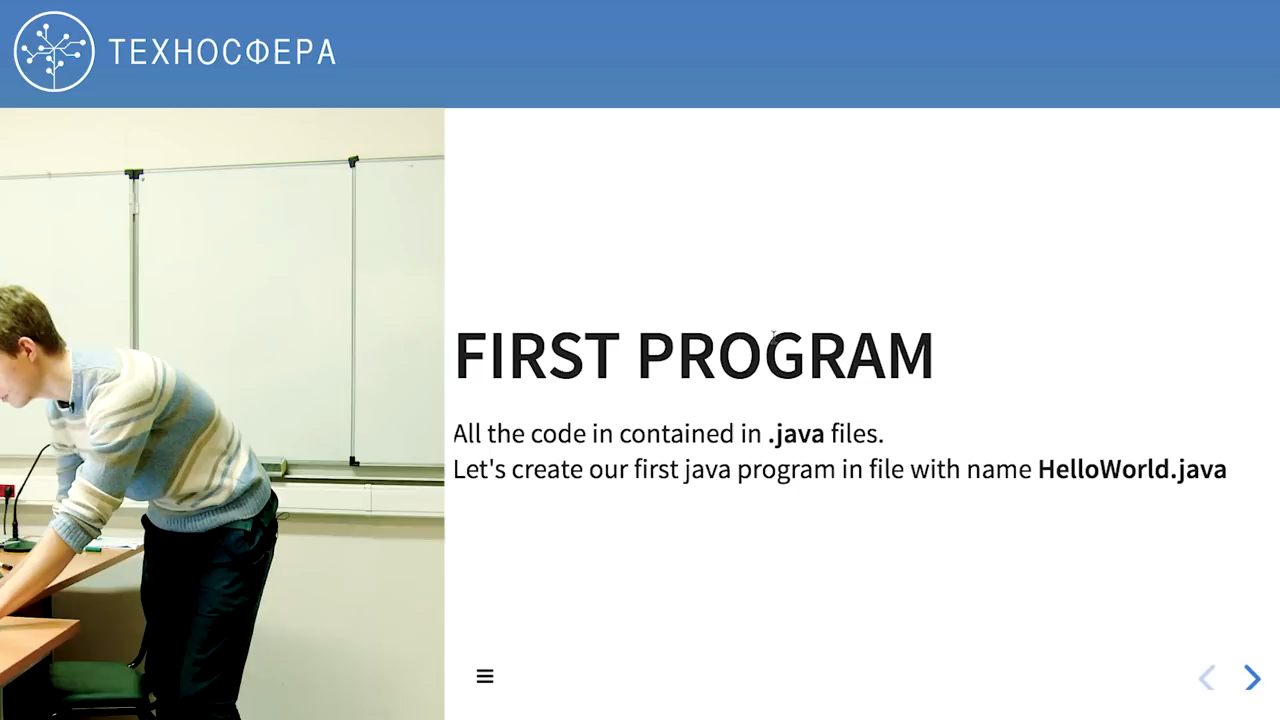 ТЕХНОСФЕРА
FIRST PROGRAM
All the code in contained in .java files.
Let's create our first java program in file with name HelloWorld.java